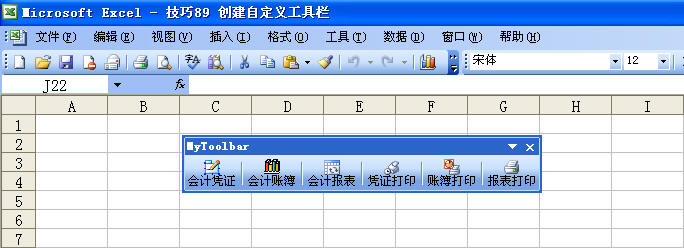 Microsoft Excel - 技巧89 创建自定义工具栏
文件(F) 编辑(E) 视图(V) 插入(I) 格式(O) 工具(T) 数据(D) 窗口(W) 帮助(H)
宋体 12
J22 fx
A B C D E F G H I
1
2
MyToolbar
3
会计凭证 会计账簿 会计报表 凭证打印 账簿打印 报表打印
4
5
6
7